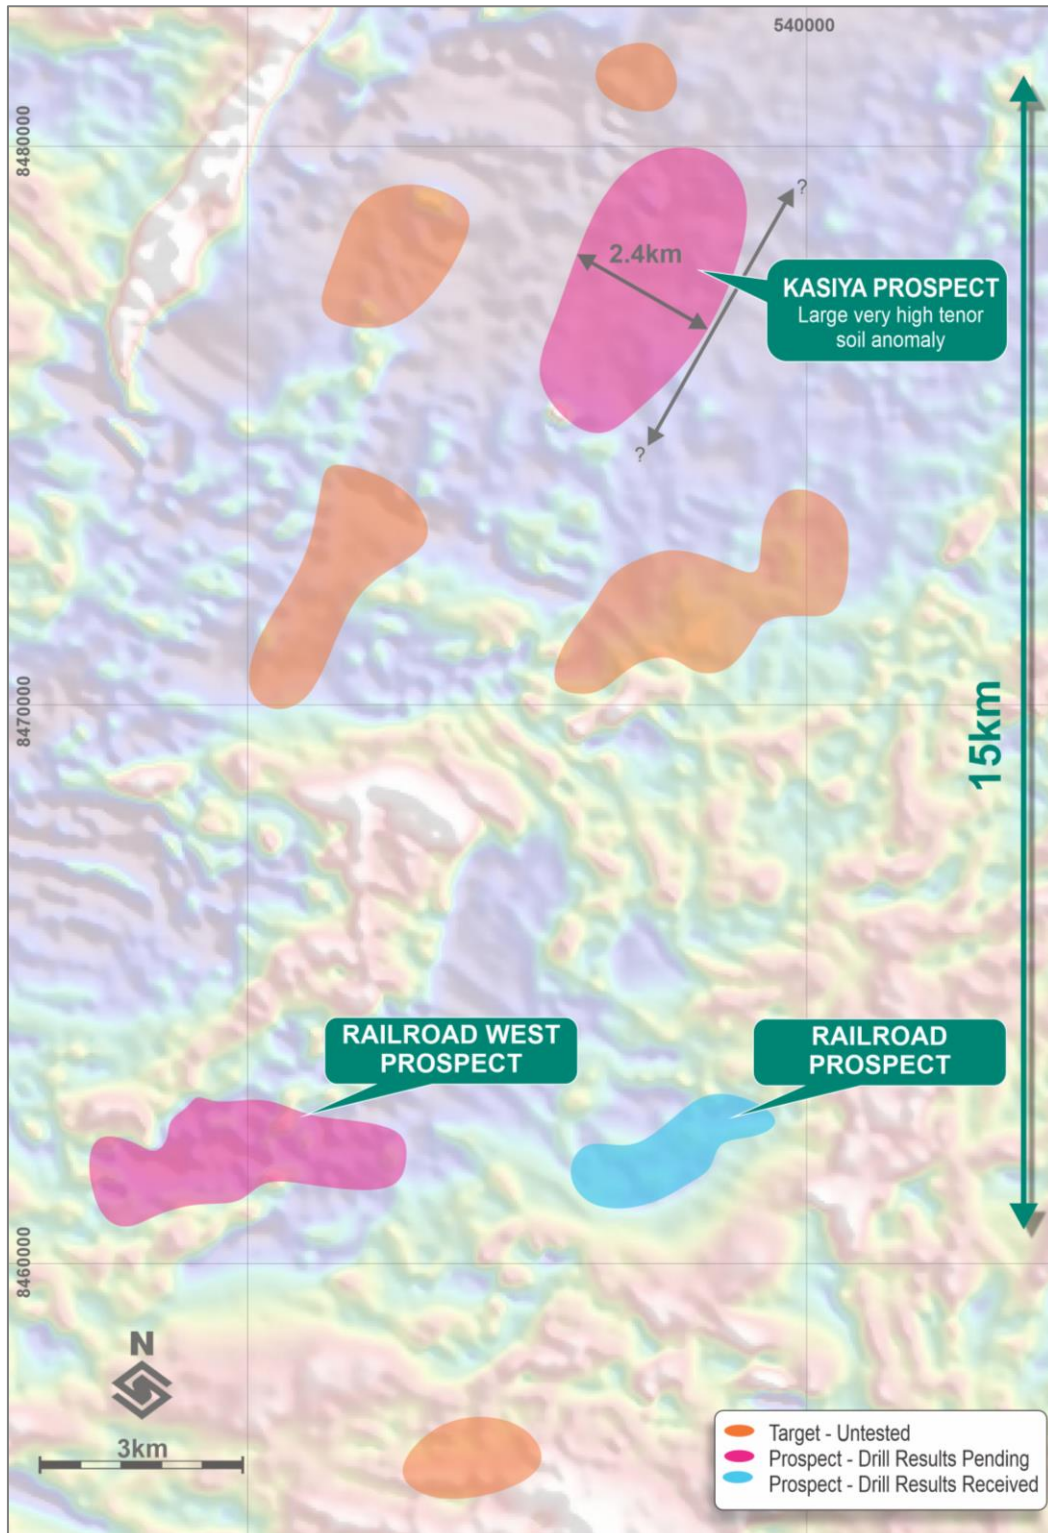 540000
8480000
?
2.4km
KASIYA PROSPECT
Large very high tenor
soil anomaly
?
8470000
15km
RAILROAD WEST
PROSPECT
RAILROAD
PROSPECT
8460000
N
3km
Target - Untested
Prospect - Drill Results Pending
Prospect - Drill Results Received